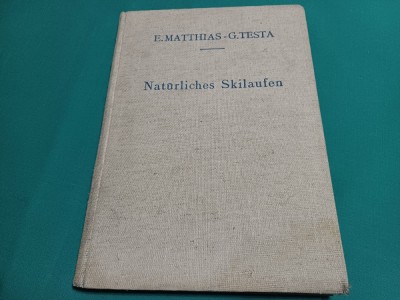 E. MATTHIAS-G. TESTA
Natürliches Skilaufen